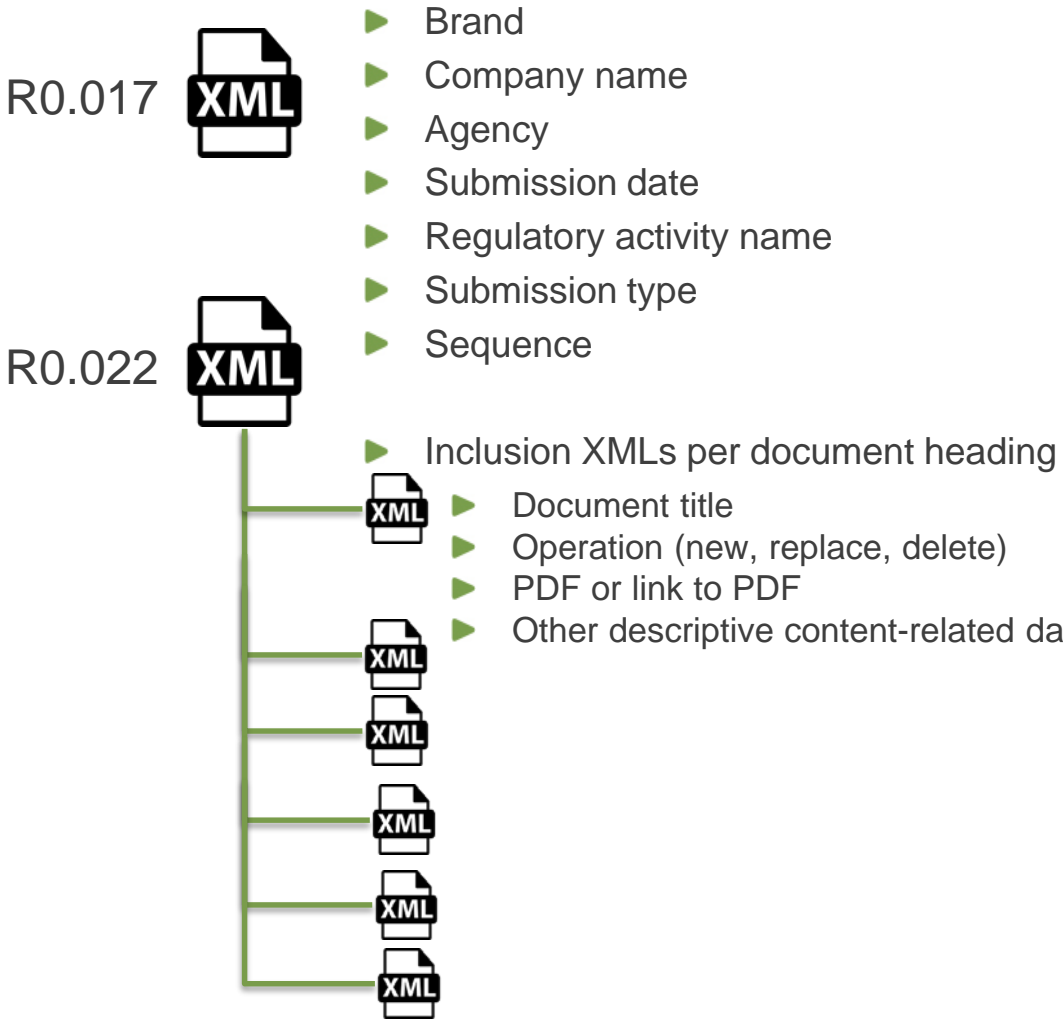 R0.017
XML
Brand
Company name
Agency
Submission date
Regulatory activity name
Submission type
Sequence
R0.022
XML
Inclusion XMLs per document heading
XML
Document title
Operation (new, replace, delete)
PDF or link to PDF
Other descriptive content-related da
XML
XML
XML
XML
XML